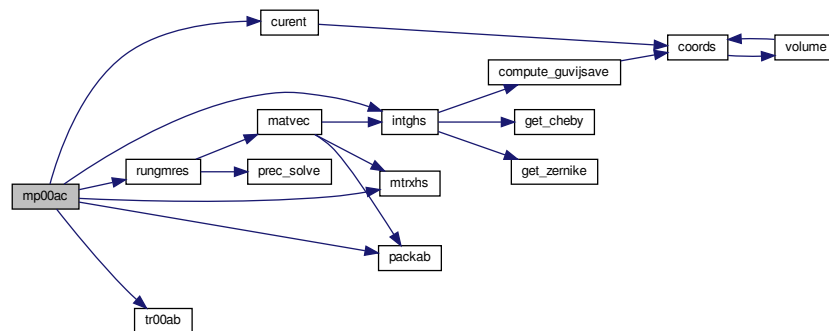 curent
coords
volume
compute_guvijsave
matvec
intghs
get_cheby
rungmres
prec_solve
mtrxhs
get_zernike
mp00ac
packab
tr00ab